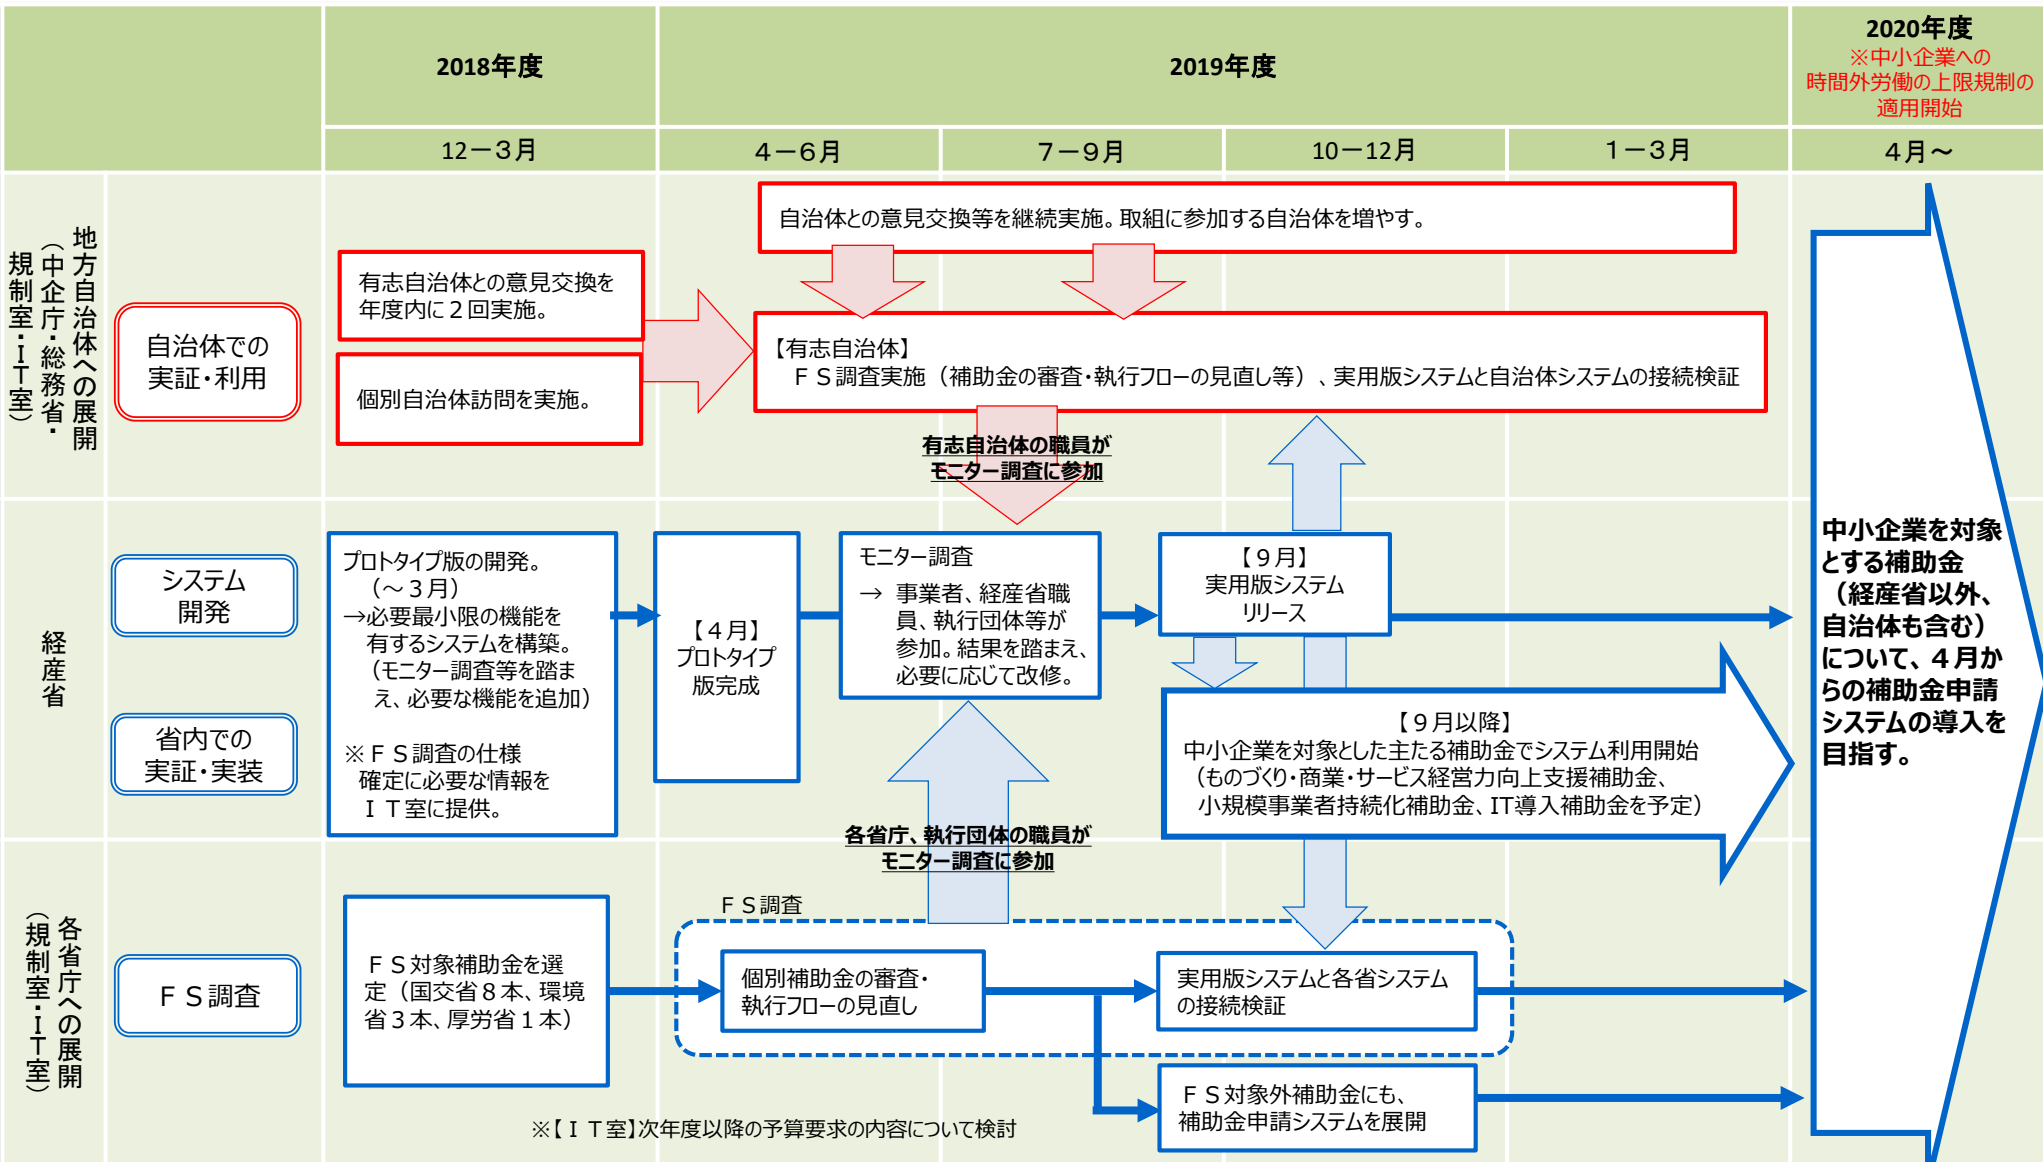 2018年度
2019年度
2020年度
※中小企業への
時間外労働の上限規制の
適用開始
12－3月
４－６月
７－９月
10－12月
１－３月
４月～
地方自治体への展開
（中企庁・総務省・
規制室・ＩＴ室）
自治体での
実証・利用
有志自治体との意見交換を
年度内に２回実施。
個別自治体訪問を実施。
自治体との意見交換等を継続実施。取組に参加する自治体を増やす。
【有志自治体】
ＦＳ調査実施（補助金の審査・執行フローの見直し等）、実用版システムと自治体システムの接続検証
有志自治体の職員が
モニター調査に参加
経産省
システム
開発
省内での
実証・実装
プロトタイプ版の開発。
（～３月）
→必要最小限の機能を
有するシステムを構築。
（モニター調査等を踏ま
え、必要な機能を追加）
※ＦＳ調査の仕様
確定に必要な情報を
ＩＴ室に提供。
【４月】
プロトタイプ
版完成
モニター調査
→ 事業者、経産省職
員、執行団体等が
参加。結果を踏まえ、
必要に応じて改修。
【９月】
実用版システム
リリース
【９月以降】
中小企業を対象とした主たる補助金でシステム利用開始
（ものづくり・商業・サービス経営力向上支援補助金、
小規模事業者持続化補助金、IT導入補助金を予定）
各省庁、執行団体の職員が
モニター調査に参加
中小企業を対象
とする補助金
（経産省以外、
自治体も含む）
について、４月か
らの補助金申請
システムの導入を
目指す。
各省庁への展開
（規制室・ＩＴ室）
ＦＳ調査
ＦＳ対象補助金を選
定（国交省８本、環境
省３本、厚労省１本）
ＦＳ調査
個別補助金の審査・
執行フローの見直し
実用版システムと各省システム
の接続検証
ＦＳ対象外補助金にも、
補助金申請システムを展開
※【ＩＴ室】次年度以降の予算要求の内容について検討